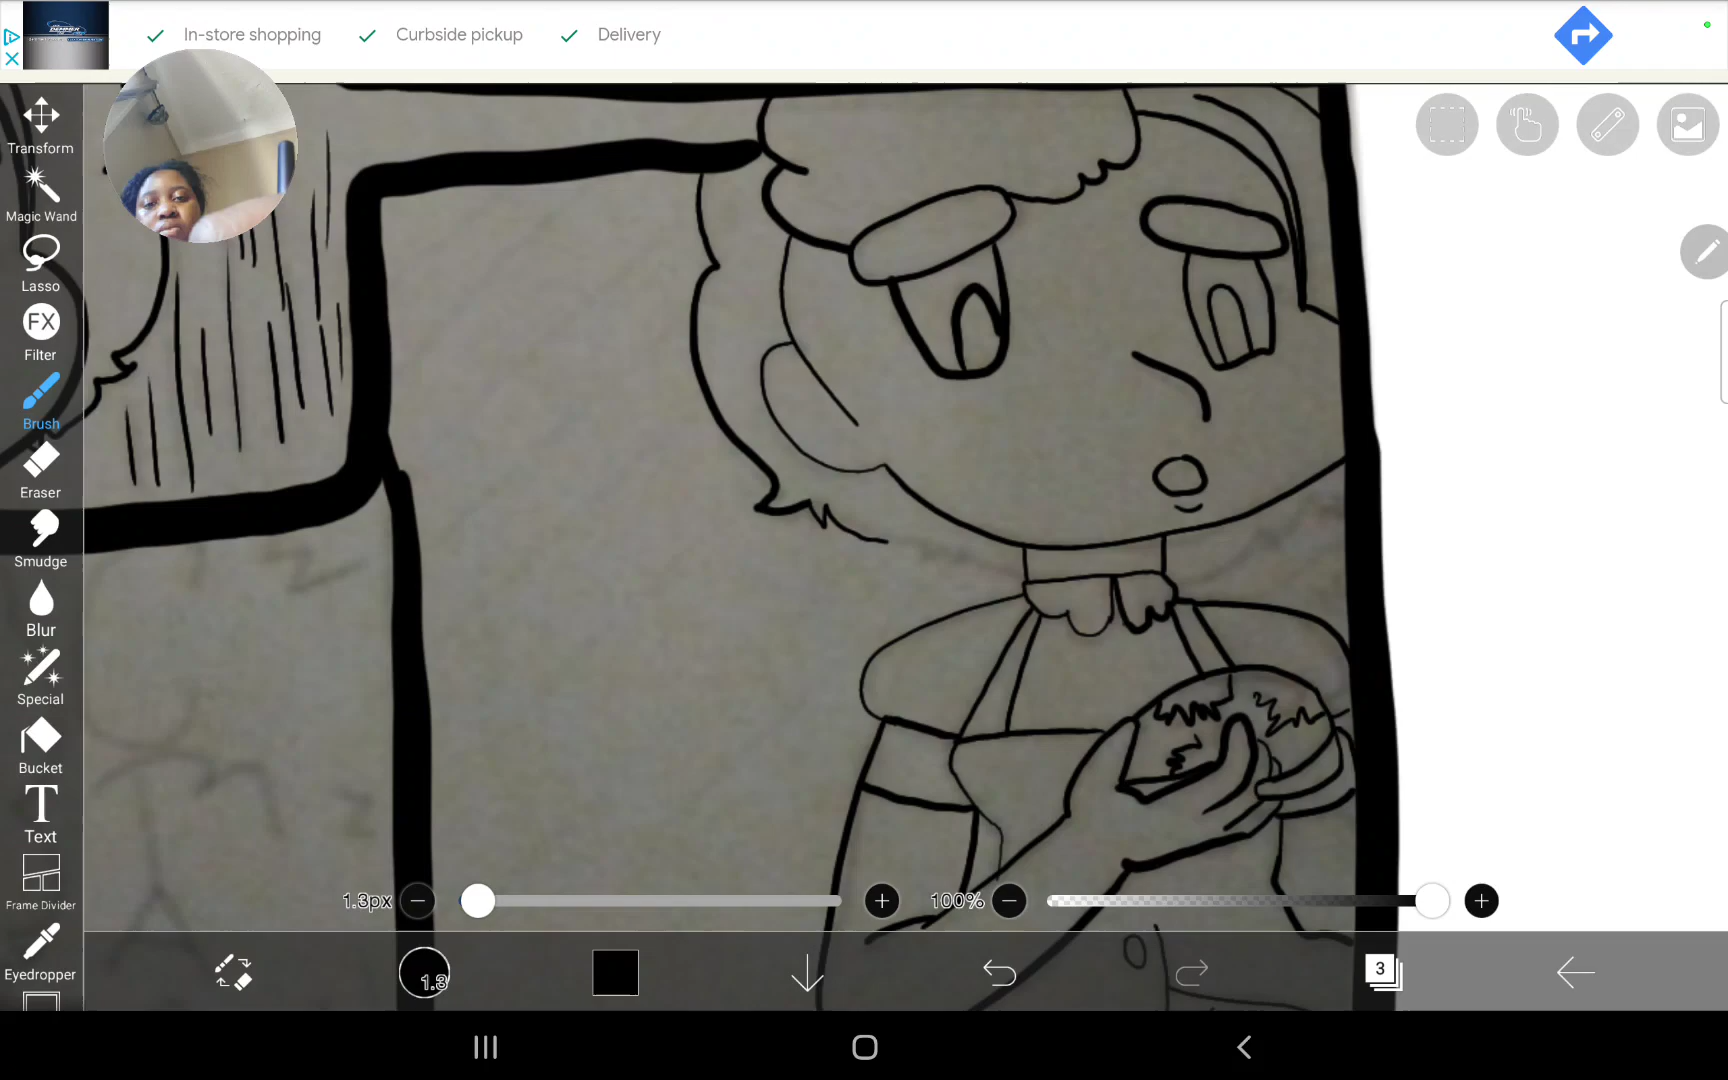 In-store shopping
Curbside pickup
Delivery
Transform
Magic Wand
Lasso
FX
Filter
Brush
Eraser
Smudge
Blur
Special
Bucket
T
Text
Frame Divider
Eyedropper
1.3px
100%
1.3
3